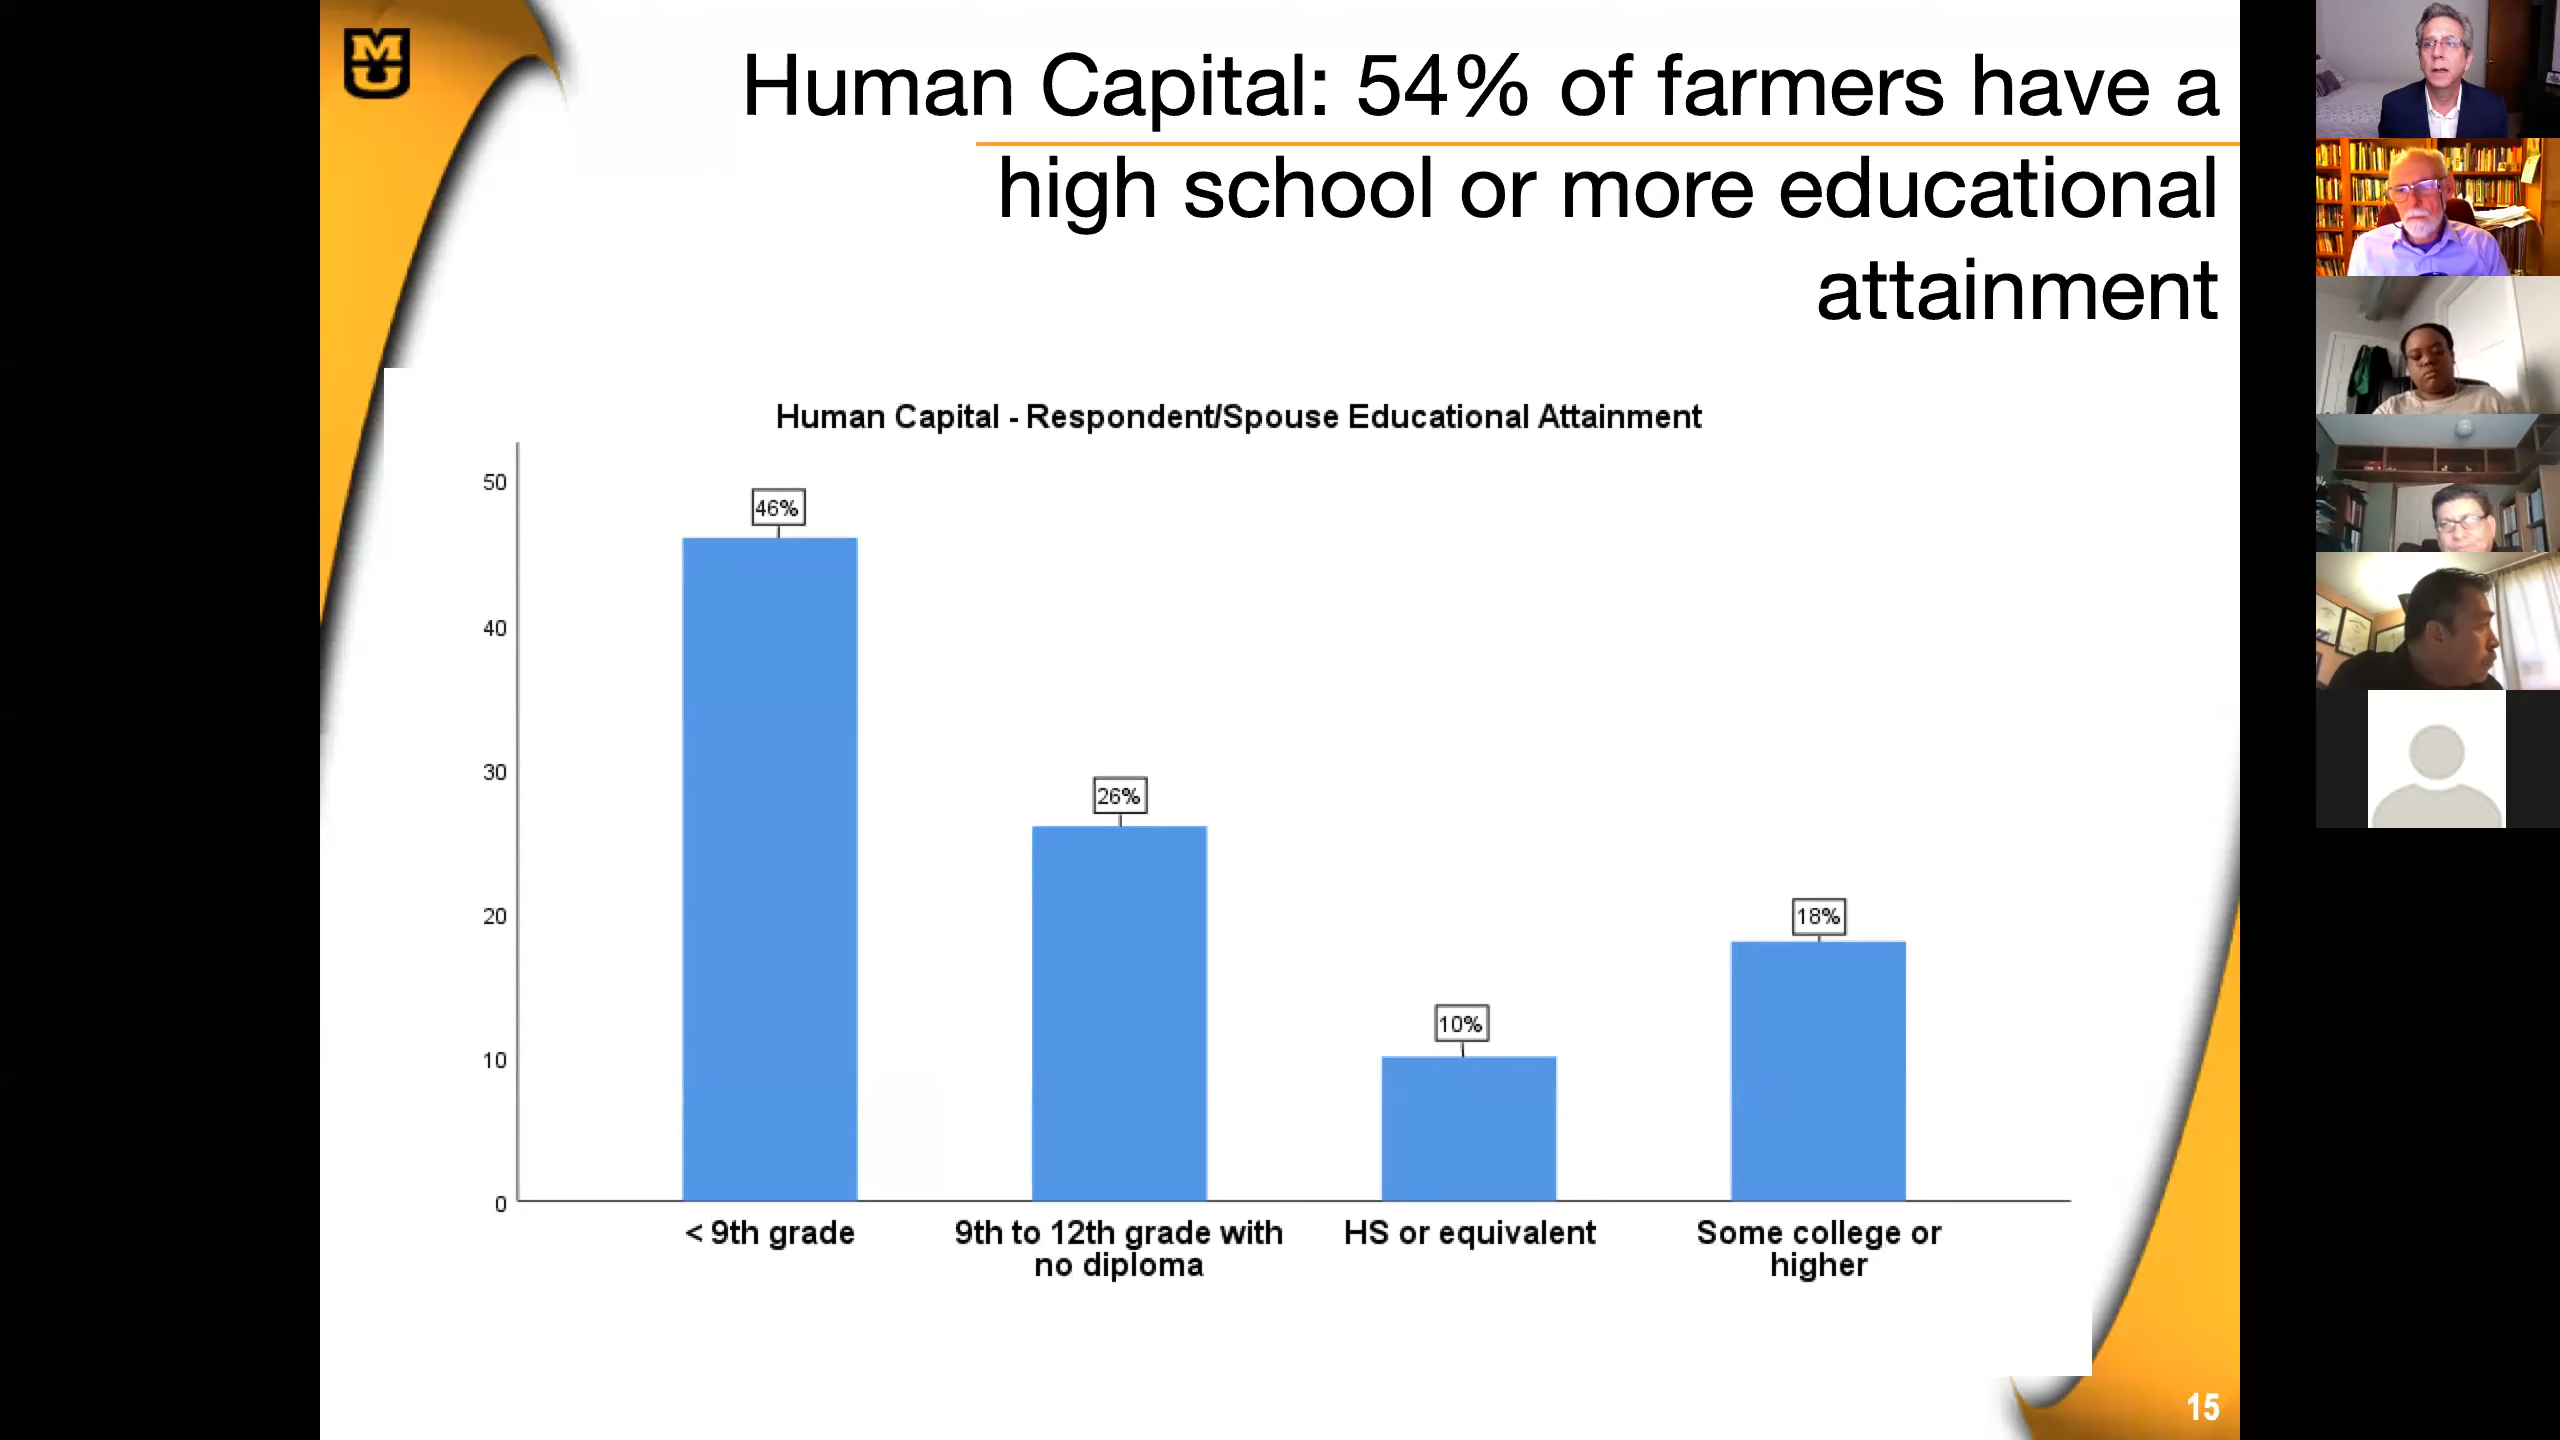 MU
Human Capital: 54% of farmers have a
high school or more educational
attainment
Human Capital - Respondent/Spouse Educational Attainment
50
40
30
20
10
0
46%
26%
10%
18%
< 9th grade
9th to 12th grade with
no diploma
HS or equivalent
Some college or
higher
15